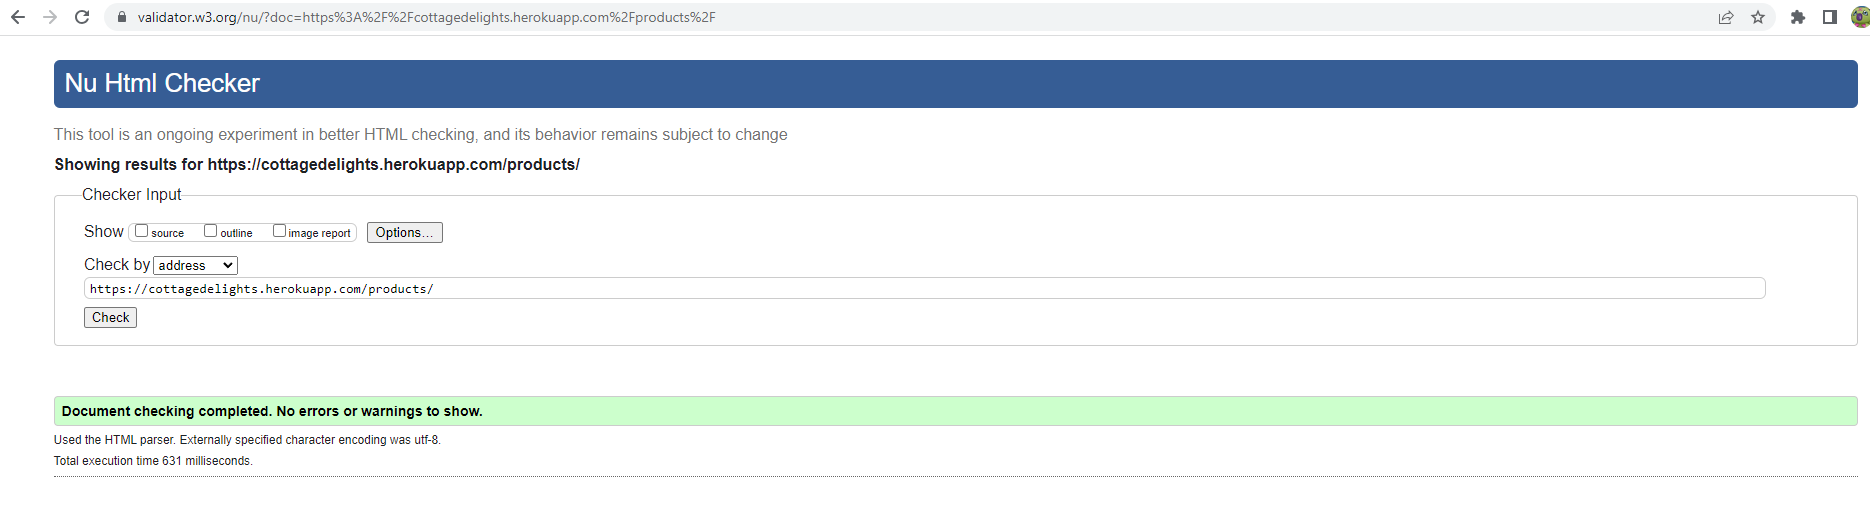 validator.w3.org/nu/?doc=https%3A%2F%2Fcottagedelights.herokuapp.com%2Fproducts%2F
Nu Html Checker
This tool is an ongoing experiment in better HTML checking, and its behavior remains subject to change
Showing results for https://cottagedelights.herokuapp.com/products/
Checker Input
Show source outline image report Options...
Check by address
https://cottagedelights.herokuapp.com/products/
Check
Document checking completed. No errors or warnings to show.
Used the HTML parser. Externally specified character encoding was utf-8.
Total execution time 631 milliseconds.